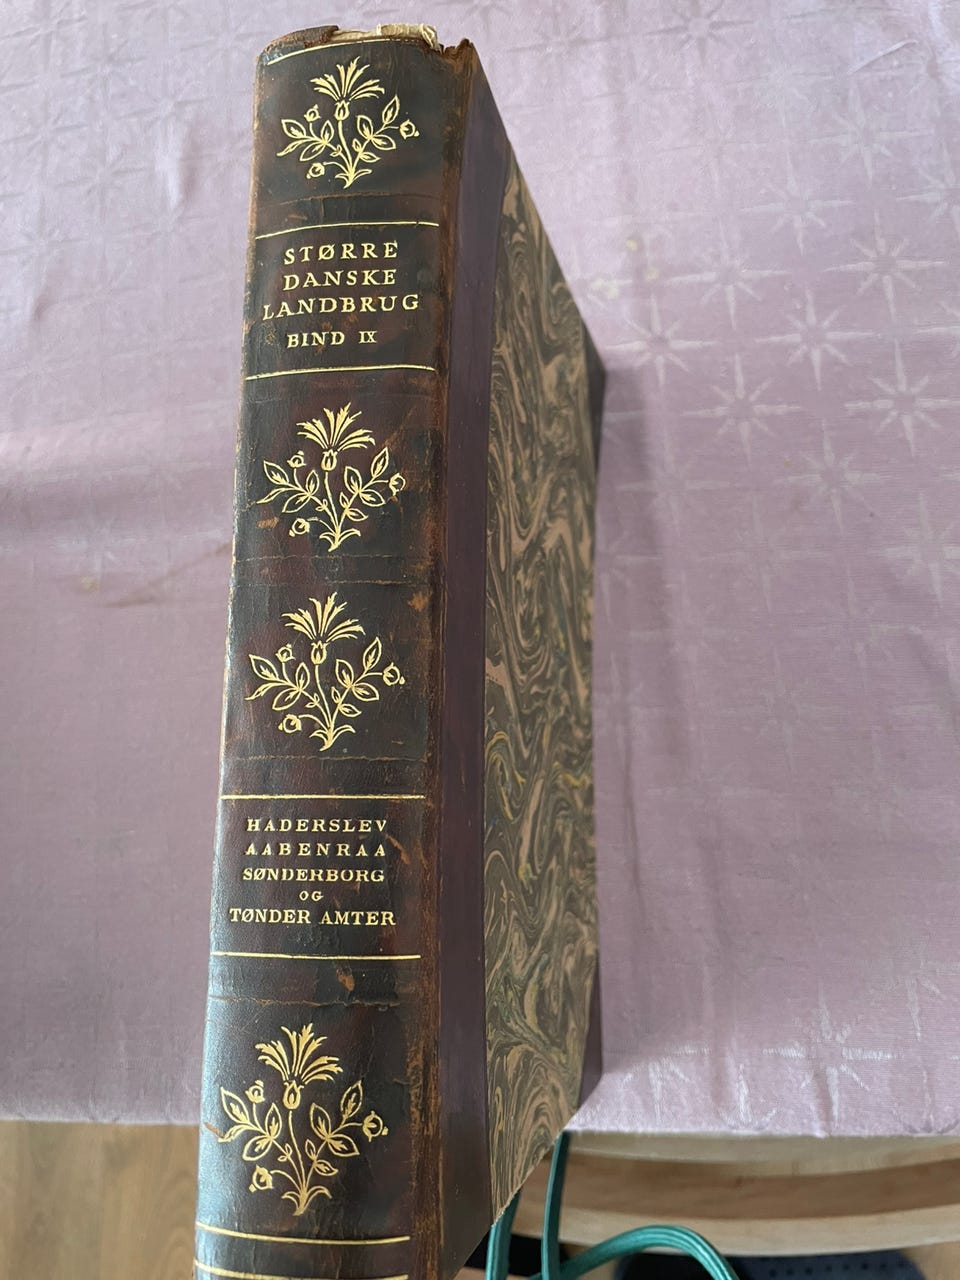 STØRRE
DANSKE
LANDBRUG
BIND IX
HADERSLEV
AABENRAA
SØNDERBORG
OG
TØNDER AMTER